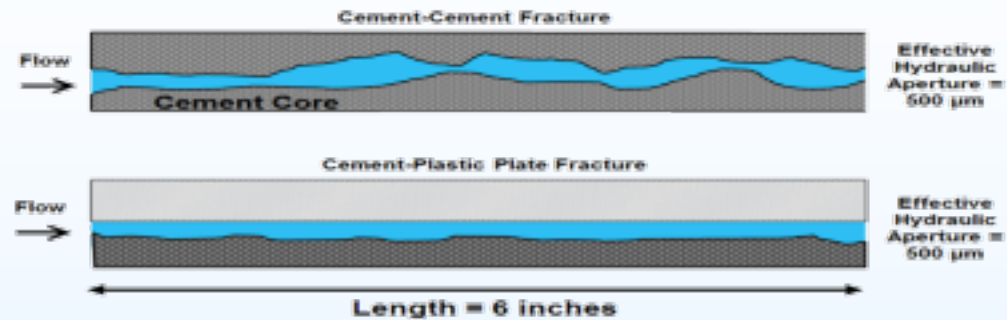 Cement-Cement Fracture
Flow
Cement Core
Effective
Hydraulic
Aperture =
500 µm
Cement-Plastic Plate Fracture
Flow
Effective
Hydraulic
Aperture =
500 µm
Length = 6 inches